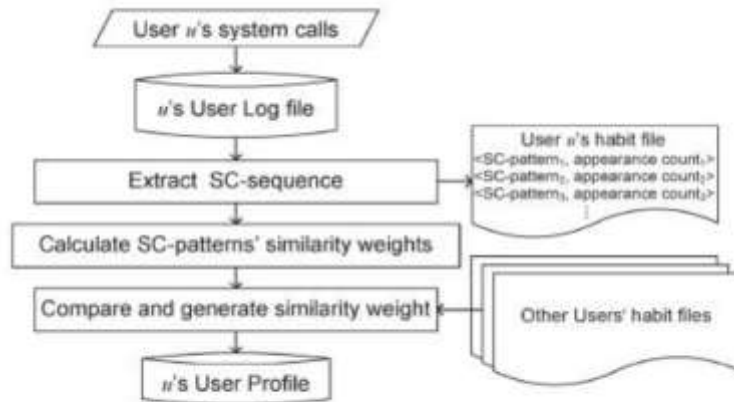 User u's system calls
u's User Log file
User u's habit file
<SC-pattern₁, appearance count₁>
<SC-pattern₂, appearance count₂>
<SC-pattern₃, appearance count₃>
⋮
Extract SC-sequence
Calculate SC-patterns' similarity weights
Compare and generate similarity weight
Other Users' habit files
u's User Profile